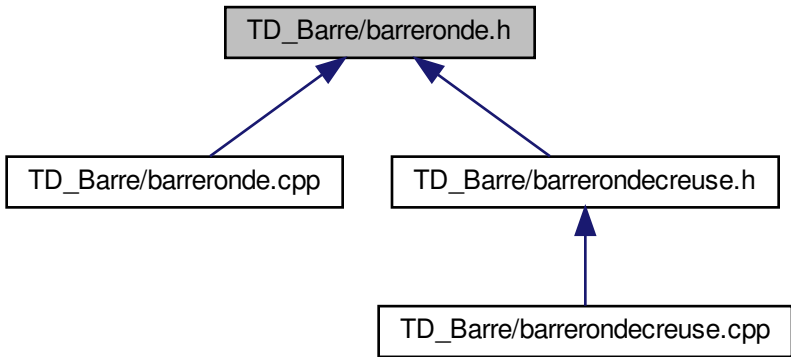 TD_Barre/barreronde.h
TD_Barre/barreronde.cpp
TD_Barre/barrerondecreuse.h
TD_Barre/barrerondecreuse.cpp